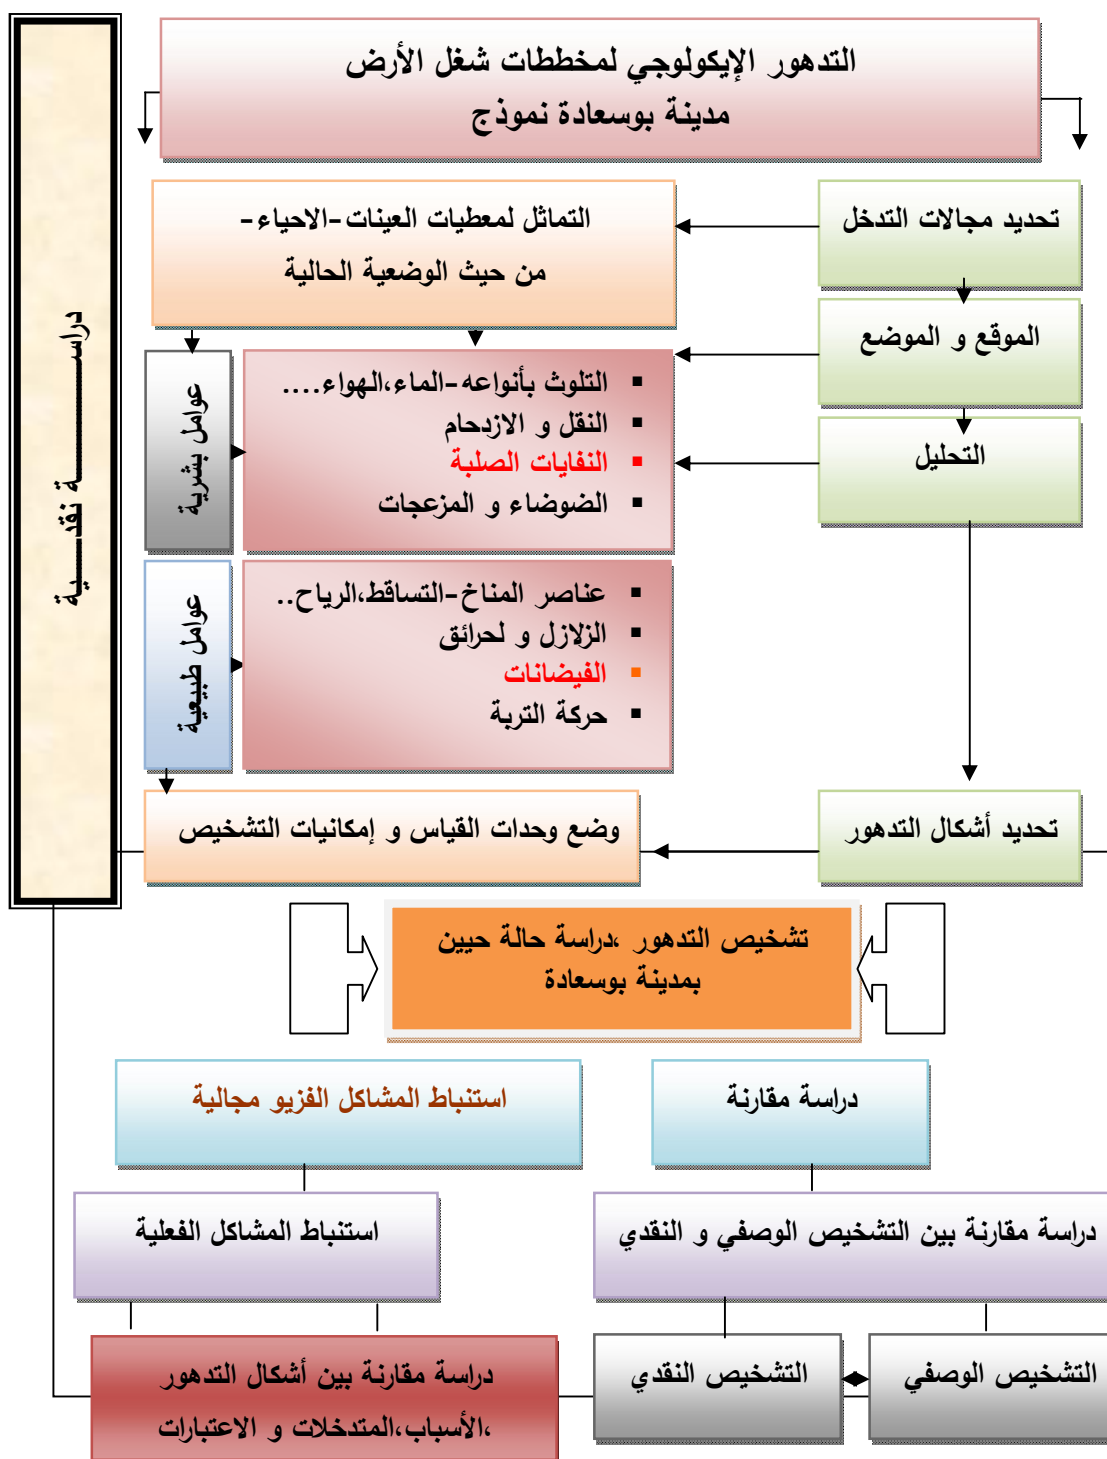 التدهور الإيكولوجي لمخططات شغل الأرض
مدينة بوسعادة نموذج
تحديد مجالات التدخل
التماثل لمعطيات العينات-الاحياء-
من حيث الوضعية الحالية
الموقع و الموضع
التحليل
عوامل بشرية
▪ التلوث بأنواعه-الماء،الهواء....
▪ النقل و الازدحام
▪ النفايات الصلبة
▪ الضوضاء و المزعجات
عوامل طبيعية
▪ عناصر المناخ-التساقط،الرياح..
▪ الزلازل و لحرائق
▪ الفيضانات
▪ حركة التربة
تحديد أشكال التدهور
وضع وحدات القياس و إمكانيات التشخيص
دراســـــــــة نقدــــية
تشخيص التدهور ،دراسة حالة حيين
بمدينة بوسعادة
دراسة مقارنة
استنباط المشاكل الفزيو مجالية
دراسة مقارنة بين التشخيص الوصفي و النقدي
استنباط المشاكل الفعلية
التشخيص الوصفي
التشخيص النقدي
دراسة مقارنة بين أشكال التدهور
،الأسباب،المتدخلات و الاعتبارات